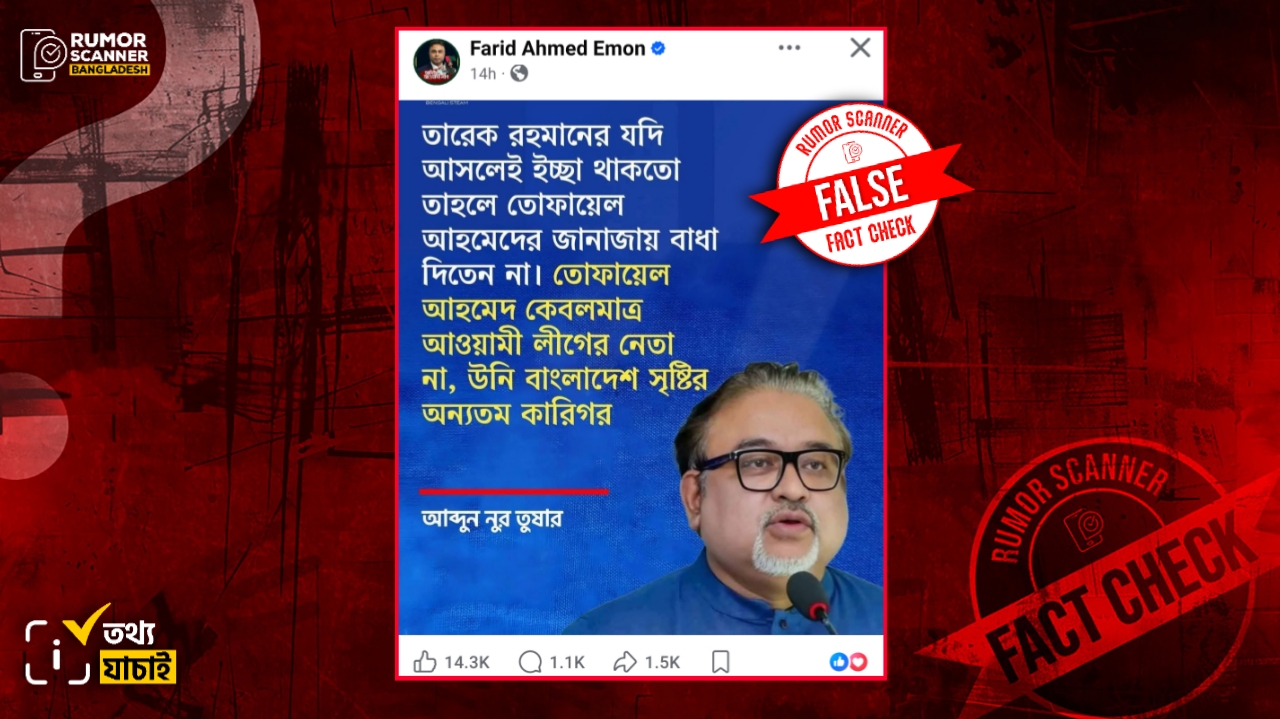 RUMOR
SCANNER
BANGLADESH
Farid Ahmed Emon
14h
তারেক রহমানের যদি
আসলেই ইচ্ছা থাকতো
তাহলে তোফায়েল
আহমেদের জানাজায় বাধা
দিতেন না। তোফায়েল
আহমেদ কেবলমাত্র
আওয়ামী লীগের নেতা
না, উনি বাংলাদেশ সৃষ্টির
অন্যতম কারিগর
আব্দুন নুর তুষার
14.3K 1.1K 1.5K
RUMOR SCANNER
FALSE
FACT CHECK
RUMOR SCANNER
FACT CHECK
তথ্য
যাচাই